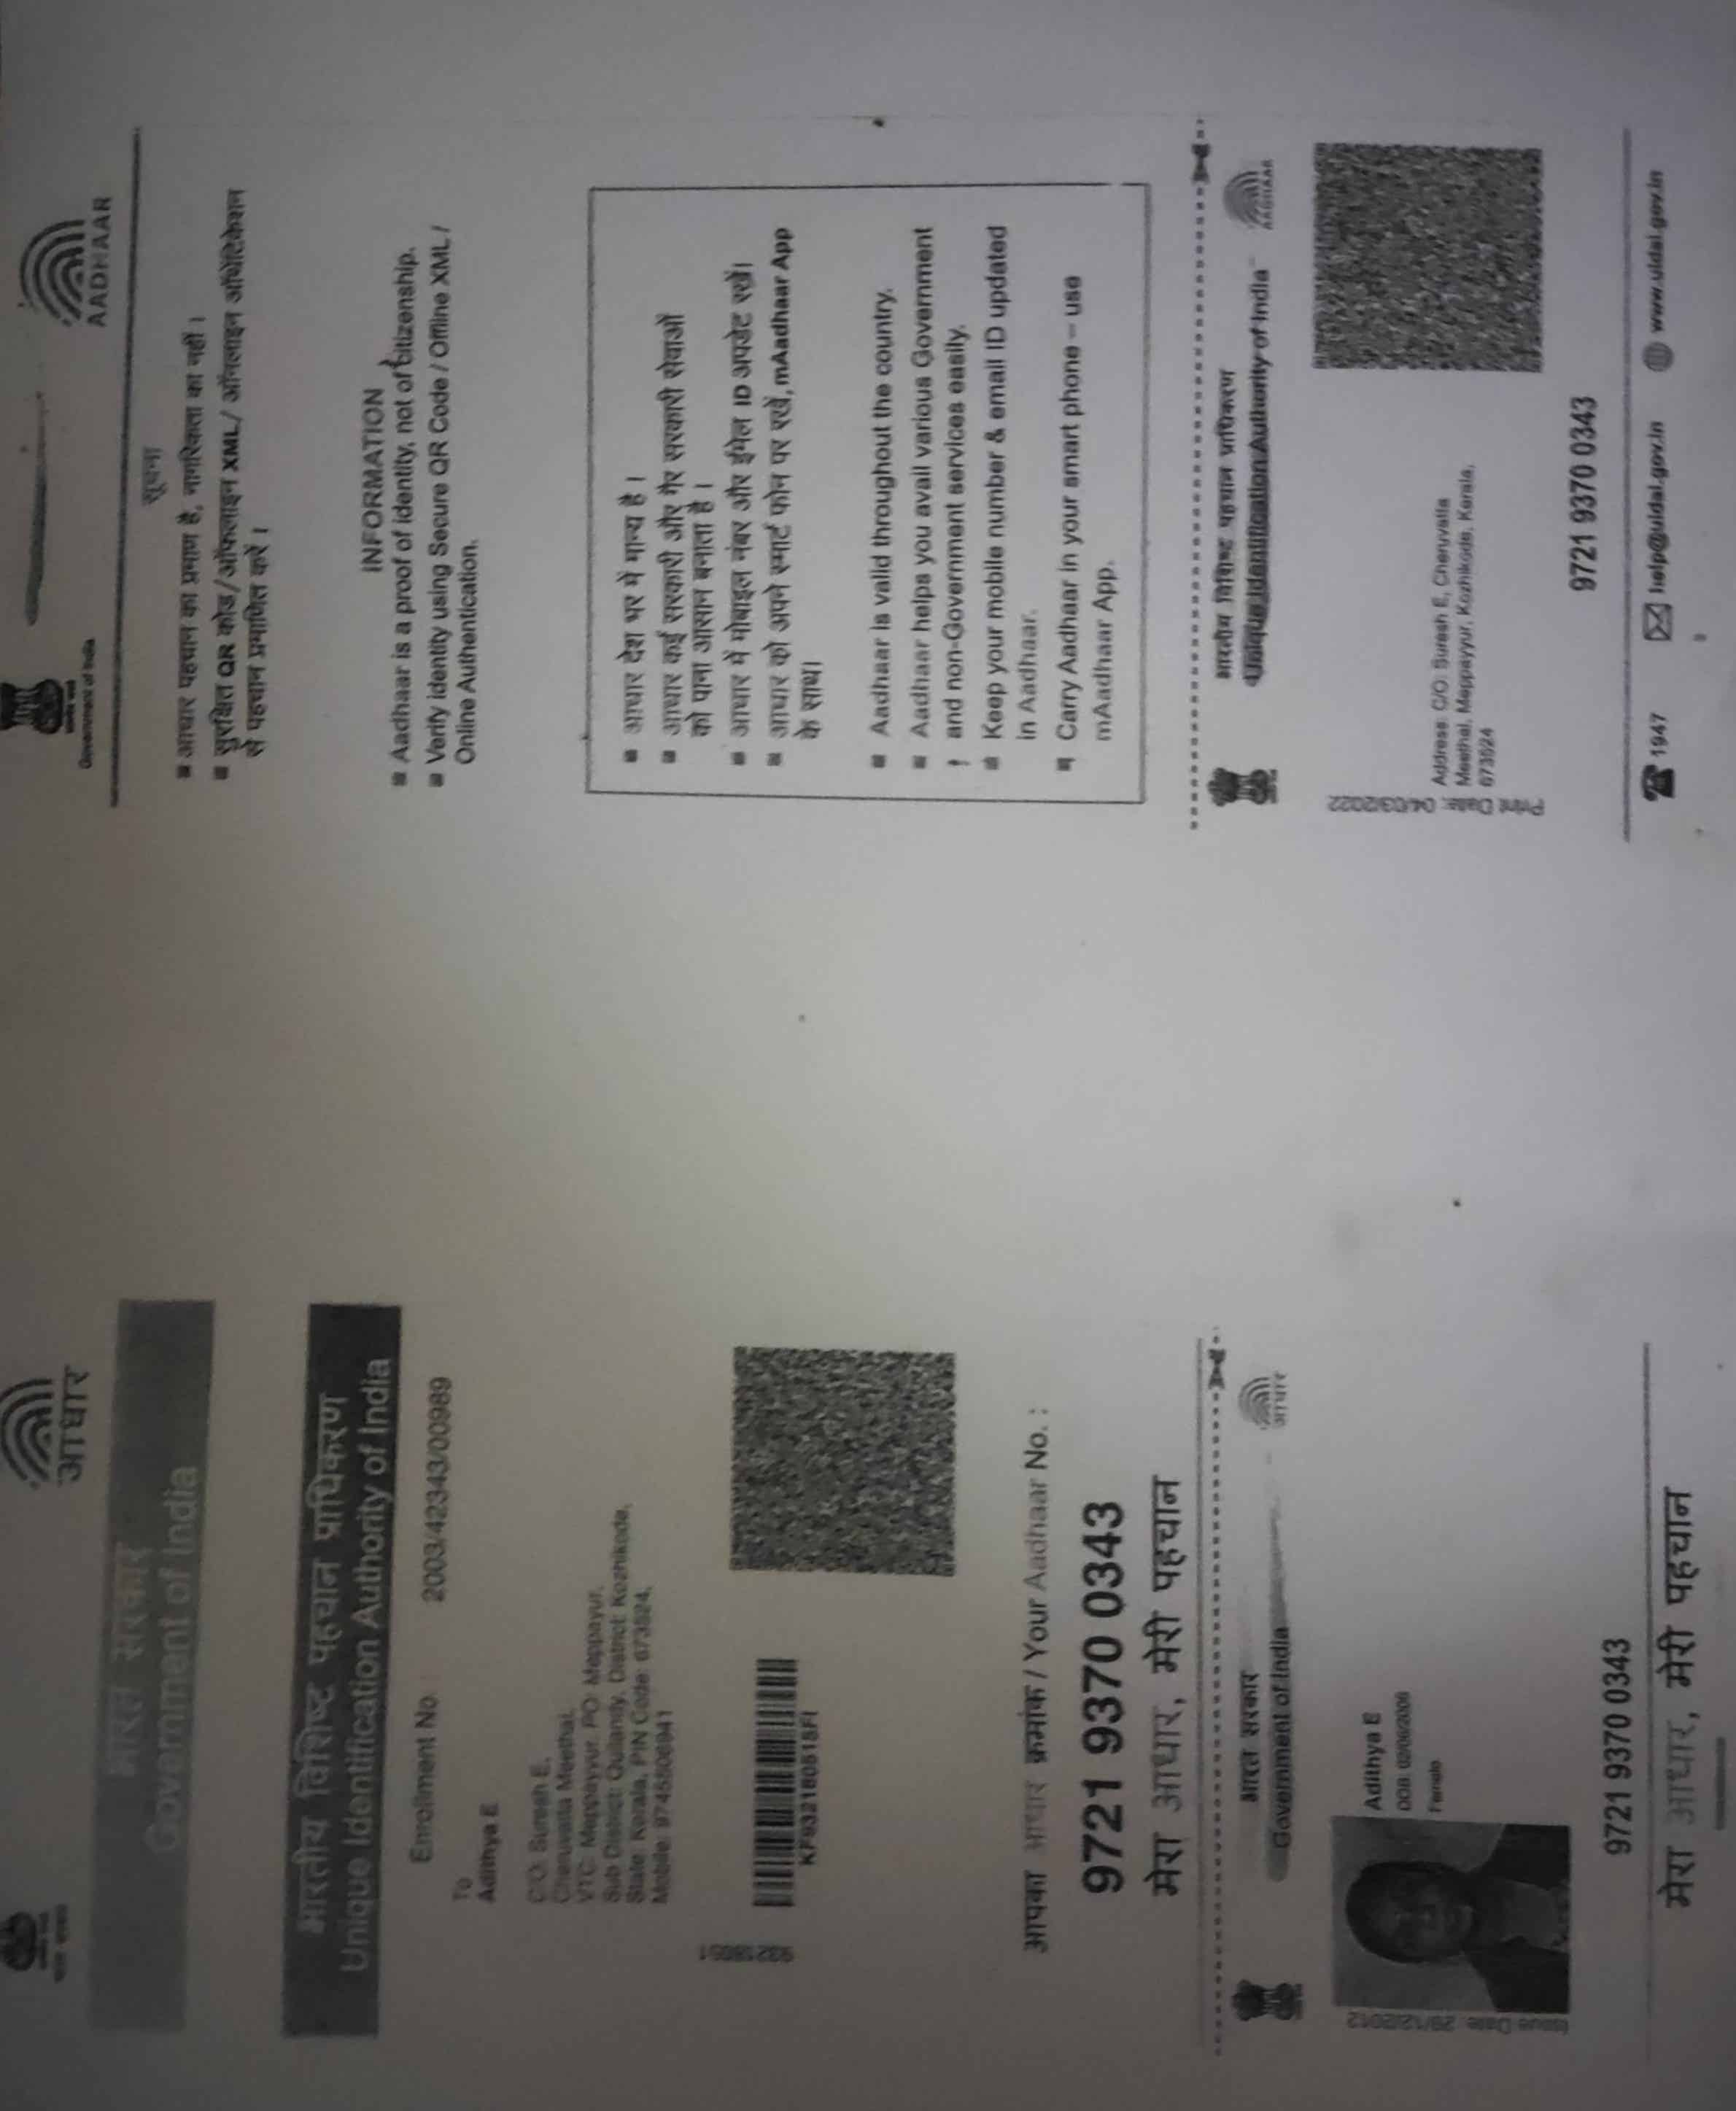 आधार
भारत सरकार
Government of India
भारतीय विशिष्ट पहचान प्राधिकरण
Unique Identification Authority of India
Enrollment No. 2003/42343/00989
To
Adithya E
C/O: Suresh E,
Cheruvatta Meethal,
VTC: Meppayyur, PO: Mepayur,
Sub District: Quilandy, District: Kozhikode,
State: Kerala, PIN Code: 673524,
Mobile:
आपका आधार क्रमांक / Your Aadhaar No. :
9721 9370 0343
मेरा आधार, मेरी पहचान
भारत सरकार
Government of India
आधार
Issue Date: 29/12/2012
Adithya E
DOB:
Female
9721 9370 0343
मेरा आधार, मेरी पहचान
Government of India
AADHAAR
सूचना
■ आधार पहचान का प्रमाण है, नागरिकता का नहीं ।
■ सुरक्षित QR कोड / ऑफलाइन XML / ऑनलाइन ऑथेंटिकेशन
से पहचान प्रमाणित करें ।
INFORMATION
■ Aadhaar is a proof of identity, not of citizenship.
■ Verify identity using Secure QR Code / Offline XML /
Online Authentication.
■ आधार देश भर में मान्य है ।
■ आधार कई सरकारी और गैर सरकारी सेवाओं
को पाना आसान बनाता है ।
■ आधार में मोबाइल नंबर और ईमेल ID अपडेट रखें।
■ आधार को अपने स्मार्ट फोन पर रखें, mAadhaar App
के साथ।
■ Aadhaar is valid throughout the country.
■ Aadhaar helps you avail various Government
and non-Government services easily.
■ Keep your mobile number & email ID updated
in Aadhaar.
■ Carry Aadhaar in your smart phone – use
mAadhaar App.
भारतीय विशिष्ट पहचान प्राधिकरण
Unique Identification Authority of India
AADHAAR
Print Date: 04/03/2022
Address: C/O: Suresh E, Cheruvatta
Meethal, Meppayyur, Kozhikode, Kerala,
673524
9721 9370 0343
1947 help@uidai.gov.in www.uidai.gov.in